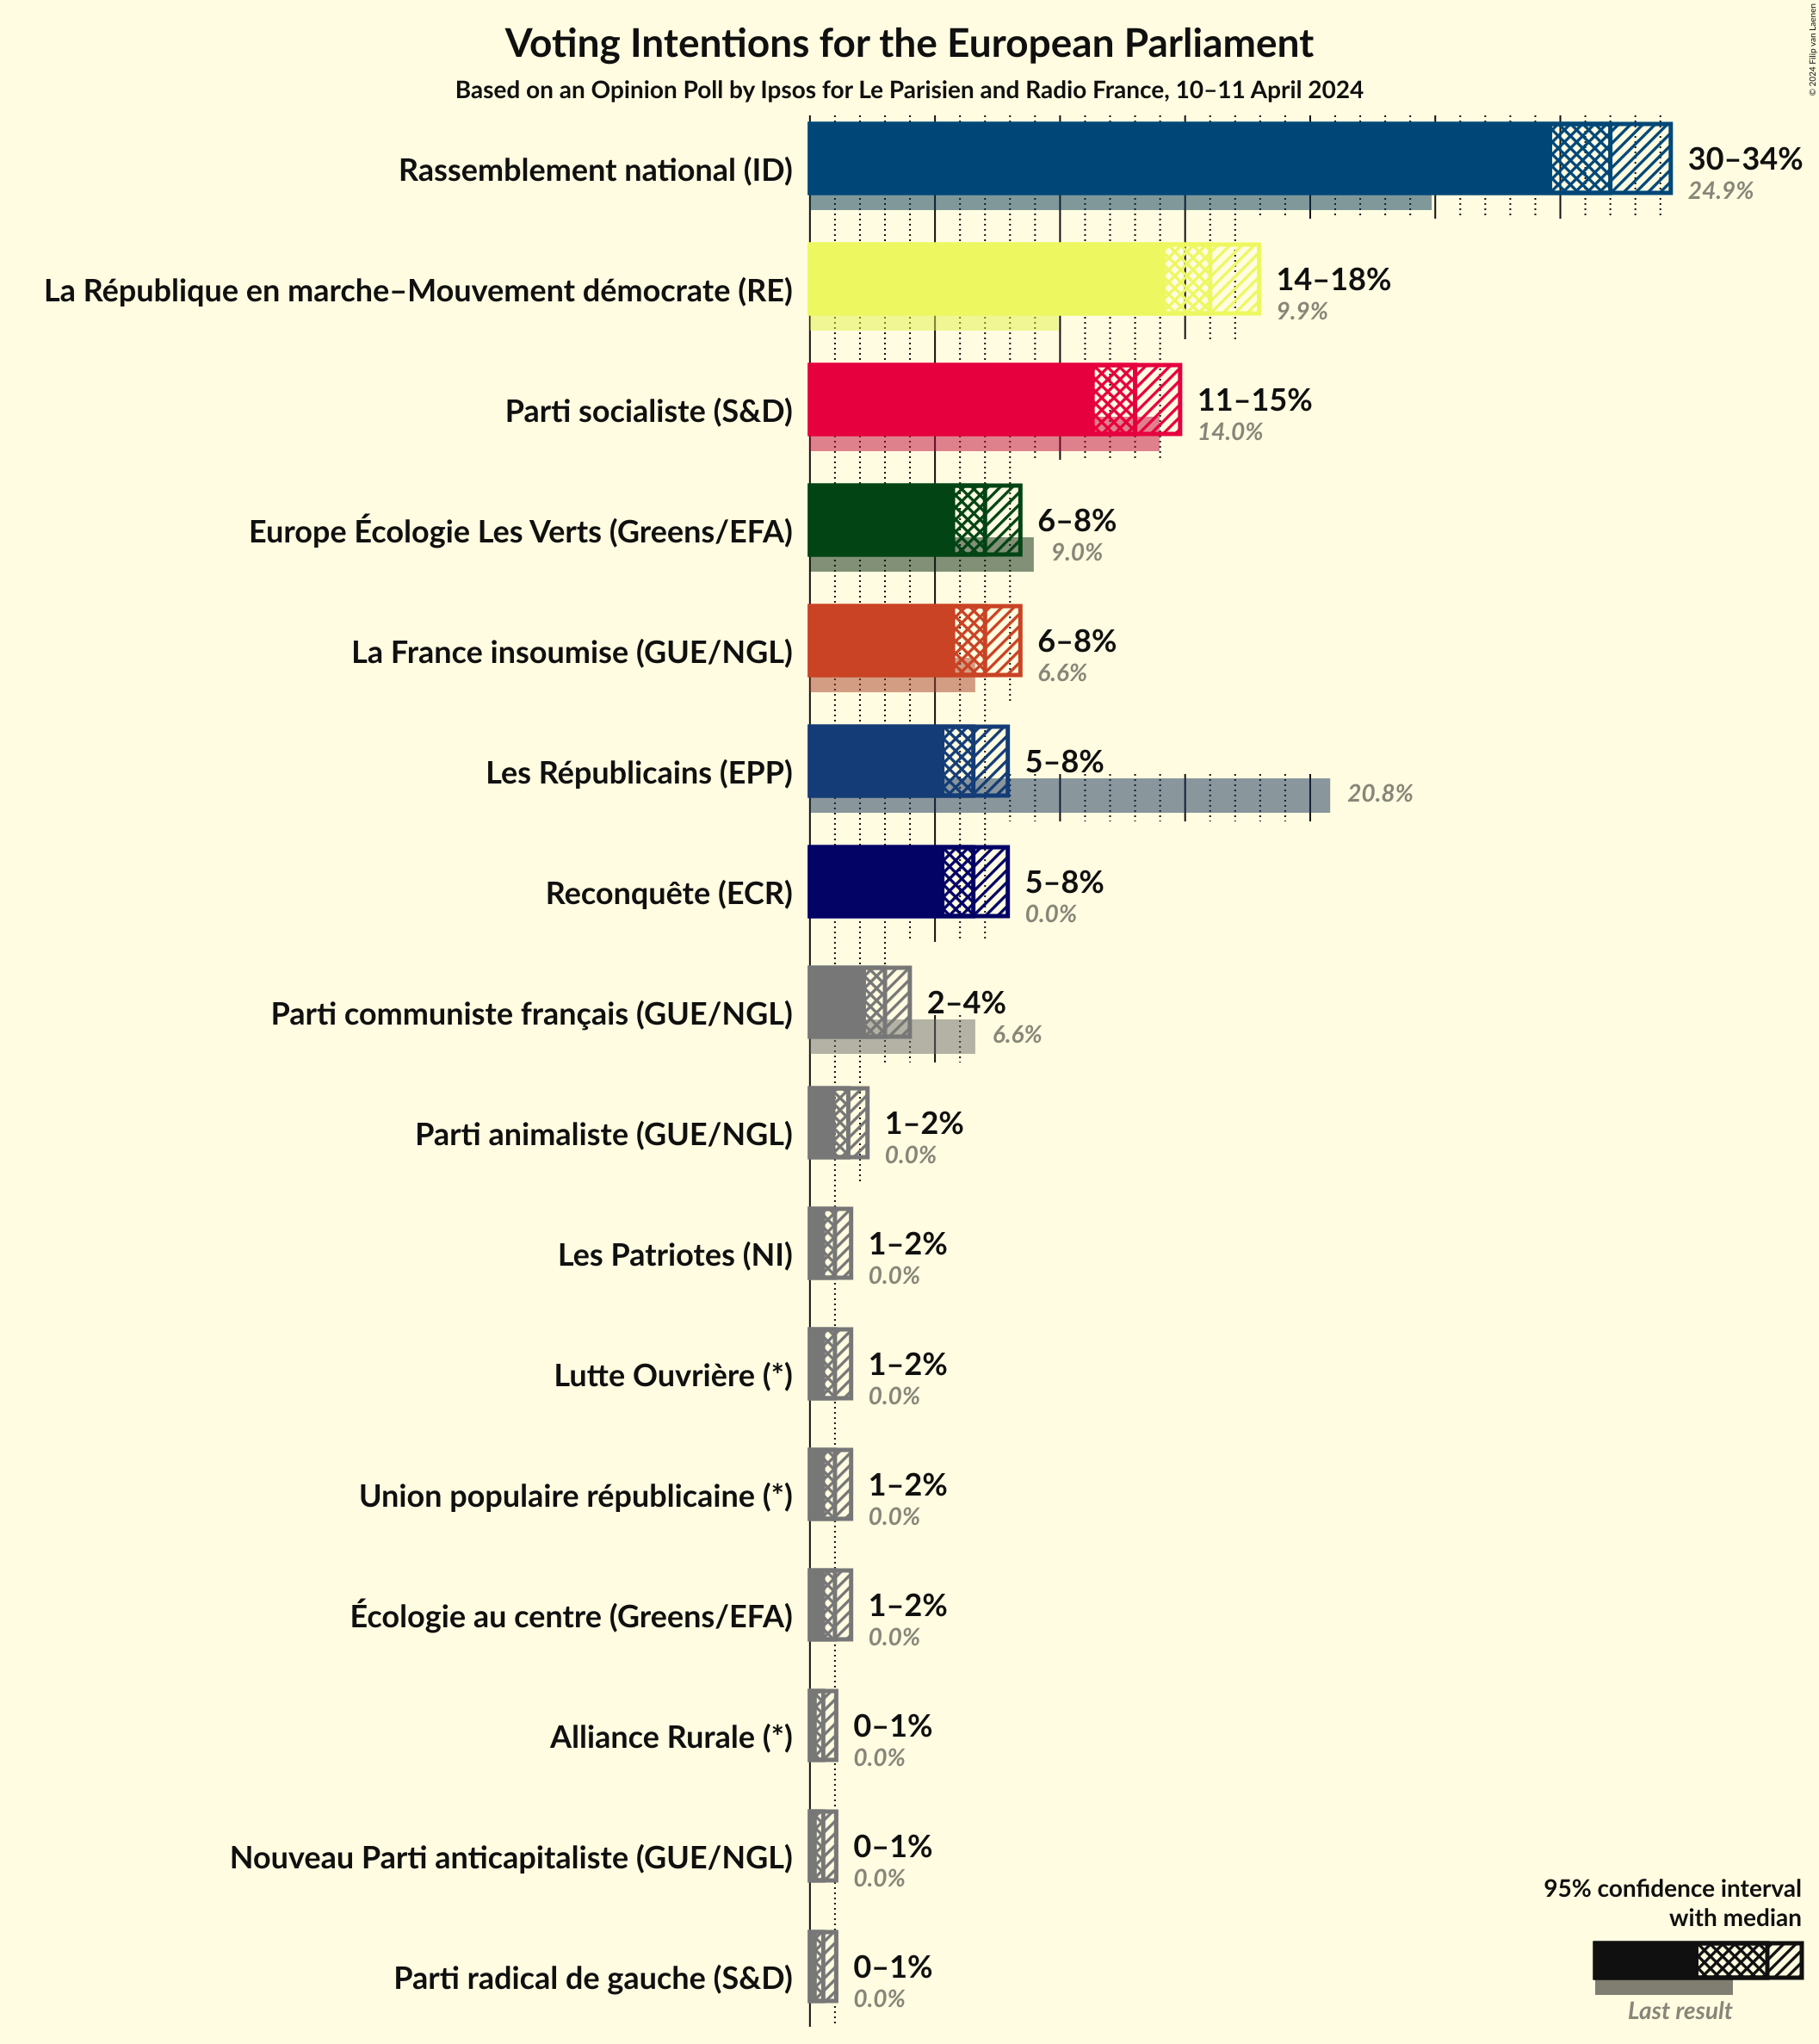 Voting Intentions for the European Parliament
Based on an Opinion Poll by Ipsos for Le Parisien and Radio France, 10–11 April 2024
© 2024 Filip van Laenen
Rassemblement national (ID)
30–34%
24.9%
La République en marche–Mouvement démocrate (RE)
14–18%
9.9%
Parti socialiste (S&D)
11–15%
14.0%
Europe Écologie Les Verts (Greens/EFA)
6–8%
9.0%
La France insoumise (GUE/NGL)
6–8%
6.6%
Les Républicains (EPP)
5–8%
20.8%
Reconquête (ECR)
5–8%
0.0%
Parti communiste français (GUE/NGL)
2–4%
6.6%
Parti animaliste (GUE/NGL)
1–2%
0.0%
Les Patriotes (NI)
1–2%
0.0%
Lutte Ouvrière (*)
1–2%
0.0%
Union populaire républicaine (*)
1–2%
0.0%
Écologie au centre (Greens/EFA)
1–2%
0.0%
Alliance Rurale (*)
0–1%
0.0%
Nouveau Parti anticapitaliste (GUE/NGL)
0–1%
0.0%
Parti radical de gauche (S&D)
0–1%
0.0%
95% confidence interval
with median
Last result